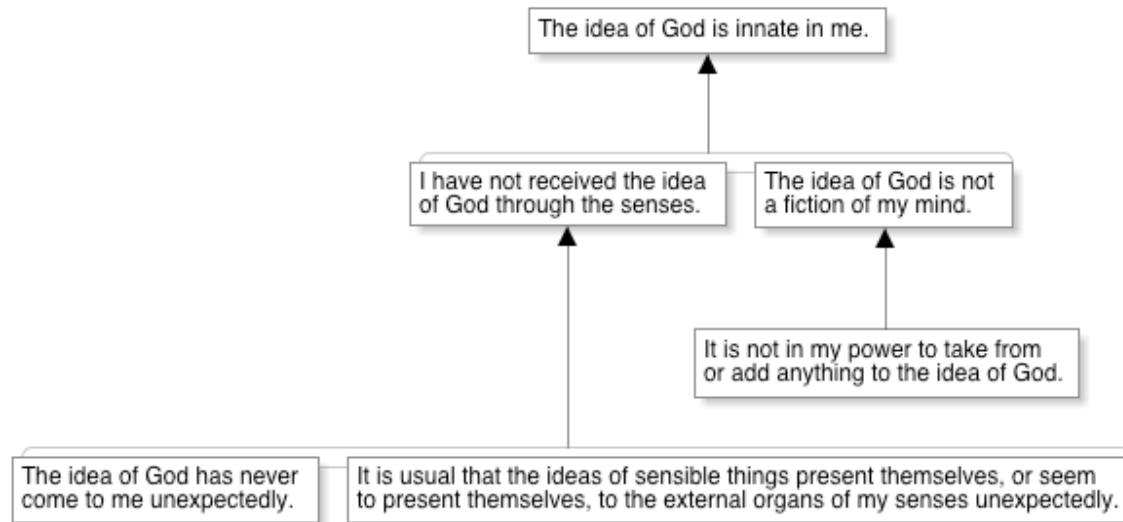 The idea of God is innate in me.
I have not received the idea
of God through the senses.
The idea of God is not
a fiction of my mind.
It is not in my power to take from
or add anything to the idea of God.
The idea of God has never
come to me unexpectedly.
It is usual that the ideas of sensible things present themselves, or seem
to present themselves, to the external organs of my senses unexpectedly.